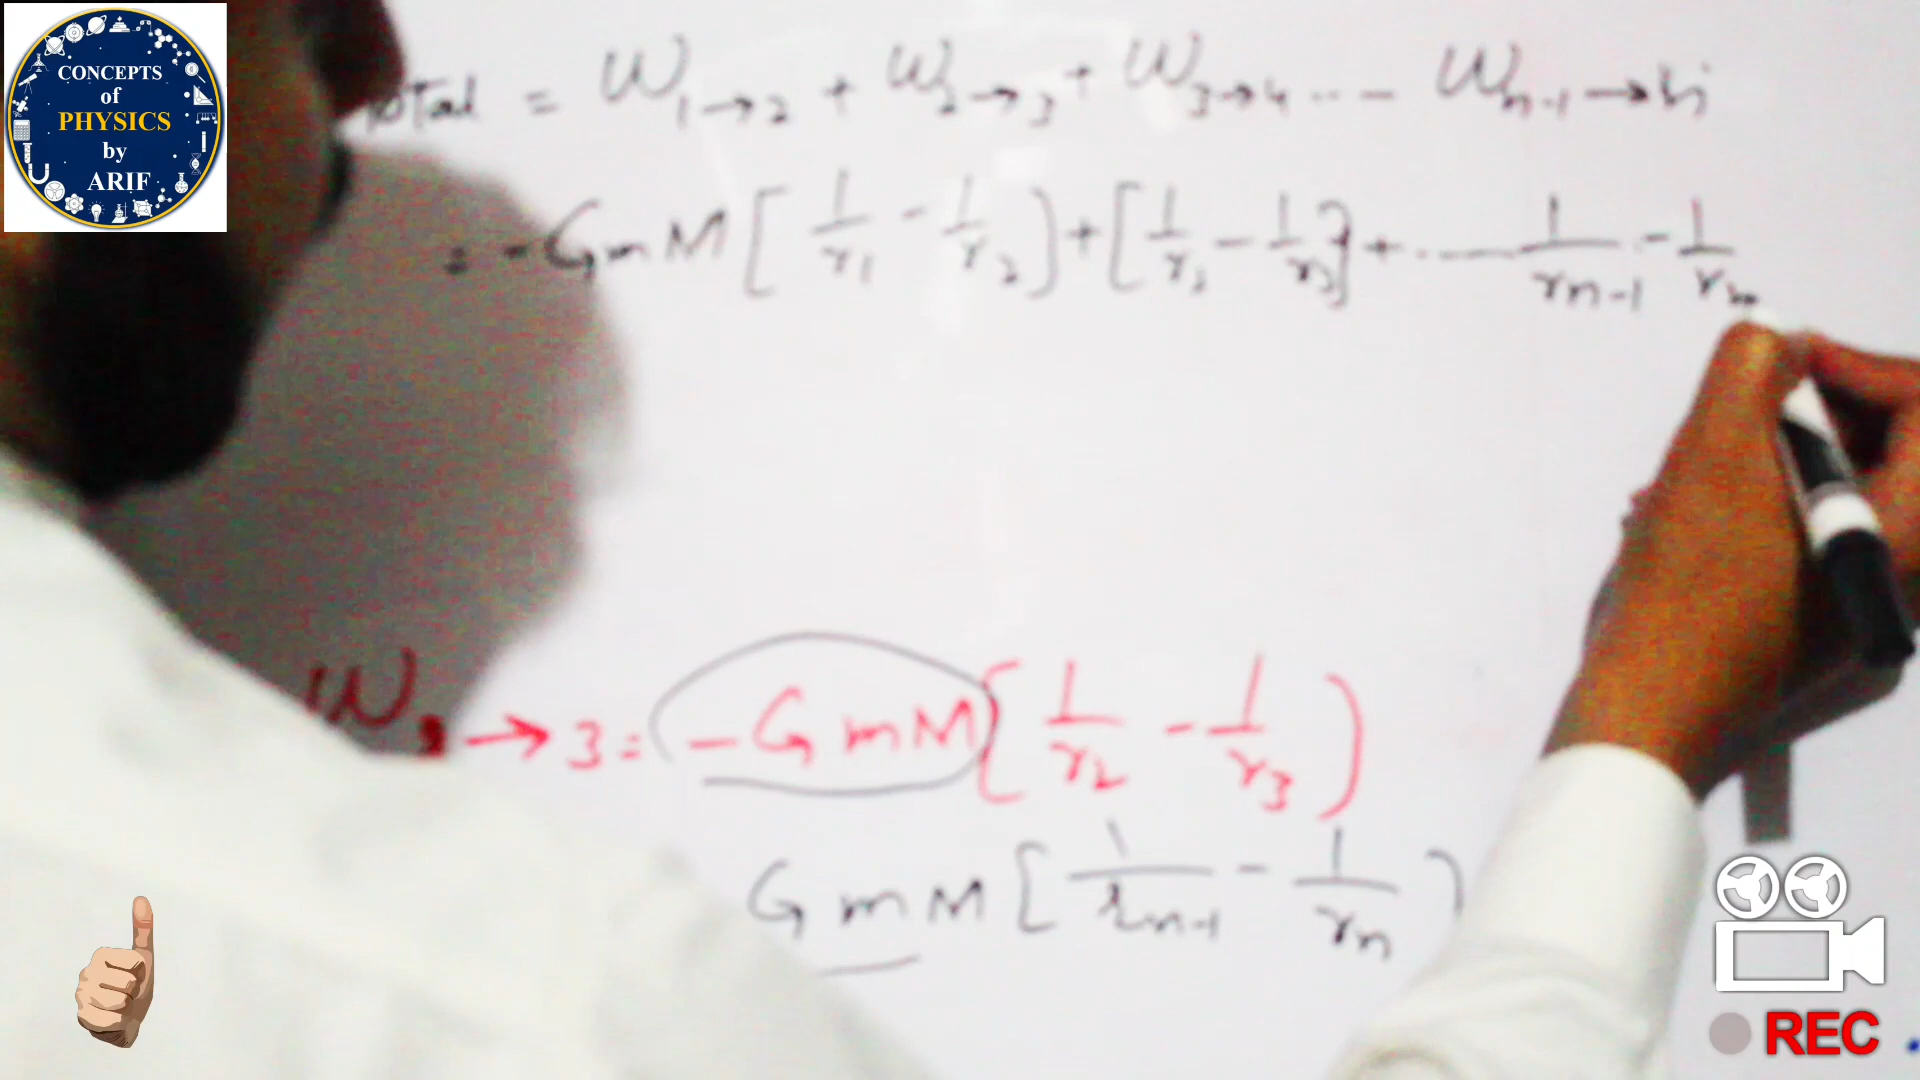 CONCEPTS
of
PHYSICS
by
ARIF
total = W1→2 + W2→3 + W3→4 ... - Wn-1→n
= -GmM [1/r1 - 1/r2] + [1/r2 - 1/r3] + ...... 1/rn-1 - 1/rn
W2→3 = -GmM [1/r2 - 1/r3]
GmM [1/rn-1 - 1/rn]
REC